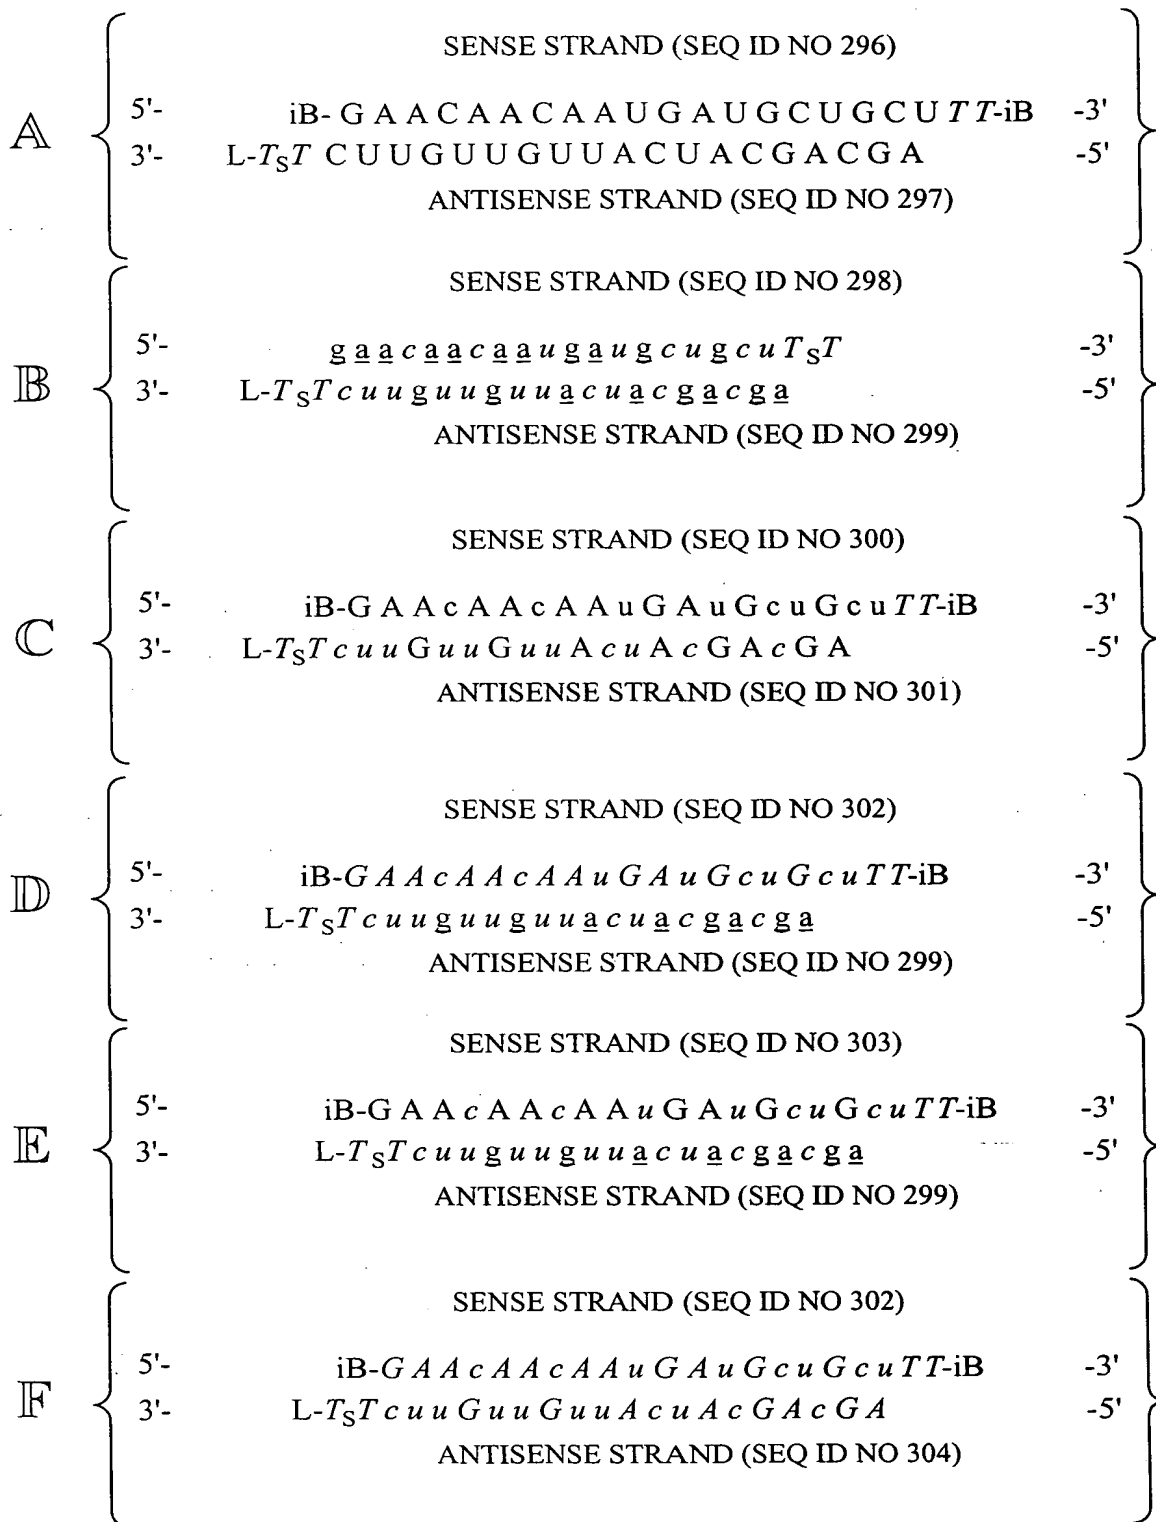 SENSE STRAND (SEQ ID NO 296)
A 5'- iB- G A A C A A C A A U G A U G C U G C U T T-iB -3'
3'- L-TST C U U G U U G U U A C U A C G A C G A -5'
ANTISENSE STRAND (SEQ ID NO 297)
SENSE STRAND (SEQ ID NO 298)
B 5'- g a a c a a c a a u g a u g c u g c u TST -3'
3'- L-TST c u u g u u g u u a c u a c g a c g a -5'
ANTISENSE STRAND (SEQ ID NO 299)
SENSE STRAND (SEQ ID NO 300)
C 5'- iB-G A A c A A c A A u G A u G c u G c u TT-iB -3'
3'- L-TST c u u G u u G u u A c u A c G A c G A -5'
ANTISENSE STRAND (SEQ ID NO 301)
SENSE STRAND (SEQ ID NO 302)
D 5'- iB-G A A c A A c A A u G A u G c u G c u T T-iB -3'
3'- L-TST c u u g u u g u u a c u a c g a c g a -5'
ANTISENSE STRAND (SEQ ID NO 299)
SENSE STRAND (SEQ ID NO 303)
E 5'- iB-G A A c A A c A A u G A u G c u G c u TT-iB -3'
3'- L-TST c u u g u u g u u a c u a c g a c g a -5'
ANTISENSE STRAND (SEQ ID NO 299)
SENSE STRAND (SEQ ID NO 302)
F 5'- iB-G A A c A A c A A u G A u G c u G c u TT-iB -3'
3'- L-TST c u u G u u G u u A c u A c G A c G A -5'
ANTISENSE STRAND (SEQ ID NO 304)